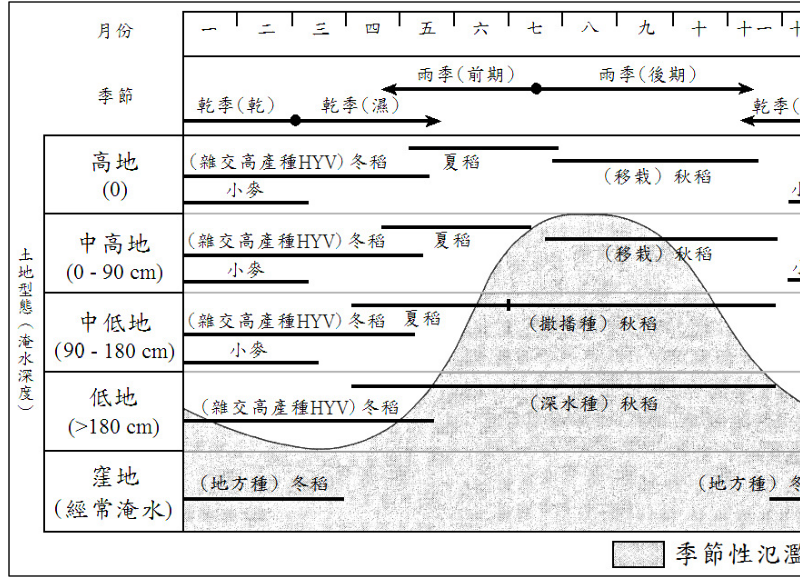 月份 一 二 三 四 五 六 七 八 九 十 十一
季節 雨季(前期) 雨季(後期)
乾季(乾) 乾季(濕) 乾季(
高地 (雜交高產種HYV) 冬稻 夏稻 (移栽) 秋稻
(0) 小麥
中高地 (雜交高產種HYV) 冬稻 夏稻 (移栽) 秋稻
(0 - 90 cm) 小麥
中低地 (雜交高產種HYV) 冬稻 夏稻 (撒播種) 秋稻
(90 - 180 cm) 小麥
低地 (雜交高產種HYV) 冬稻 (深水種) 秋稻
(>180 cm)
窪地 (地方種) 冬稻 (地方種) 冬
(經常淹水)
土地型態(淹水深度)
季節性氾濫